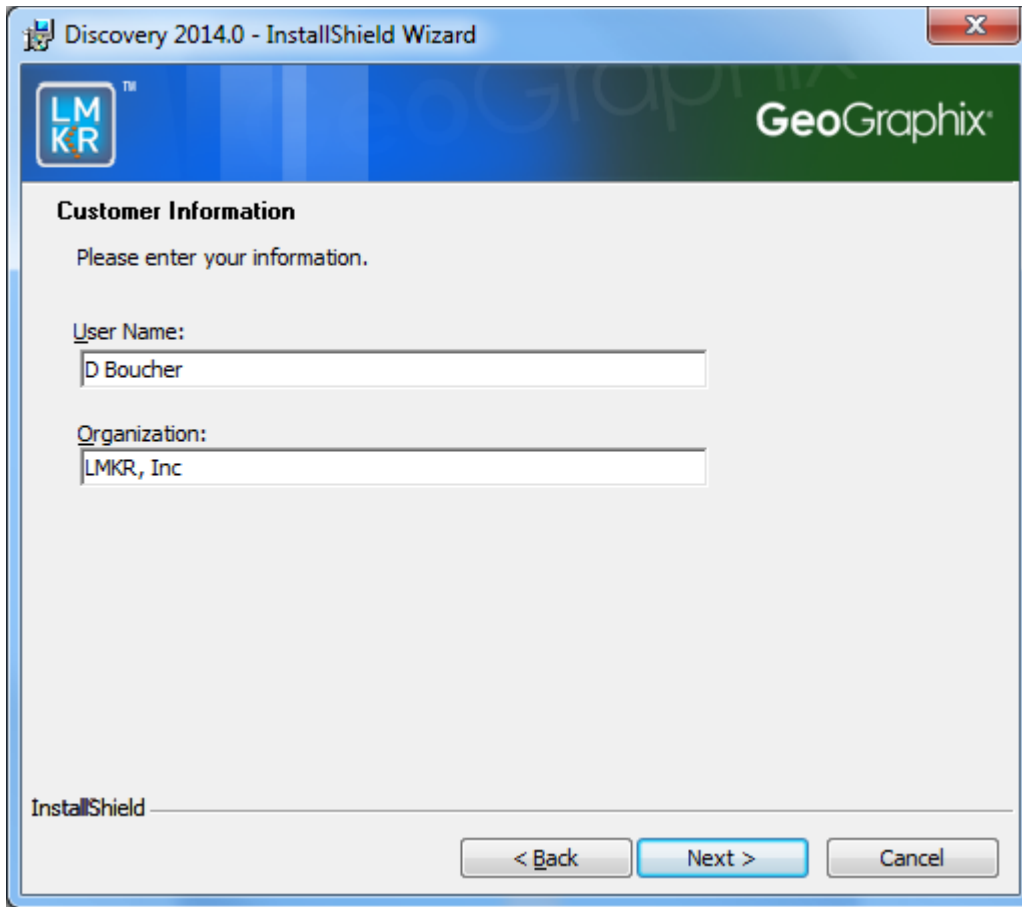 Discovery 2014.0 - InstallShield Wizard
LM
KR
TM
GeoGraphix
GeoGraphix®
Customer Information
Please enter your information.
User Name:
D Boucher
Organization:
LMKR, Inc
InstallShield
< Back
Next >
Cancel